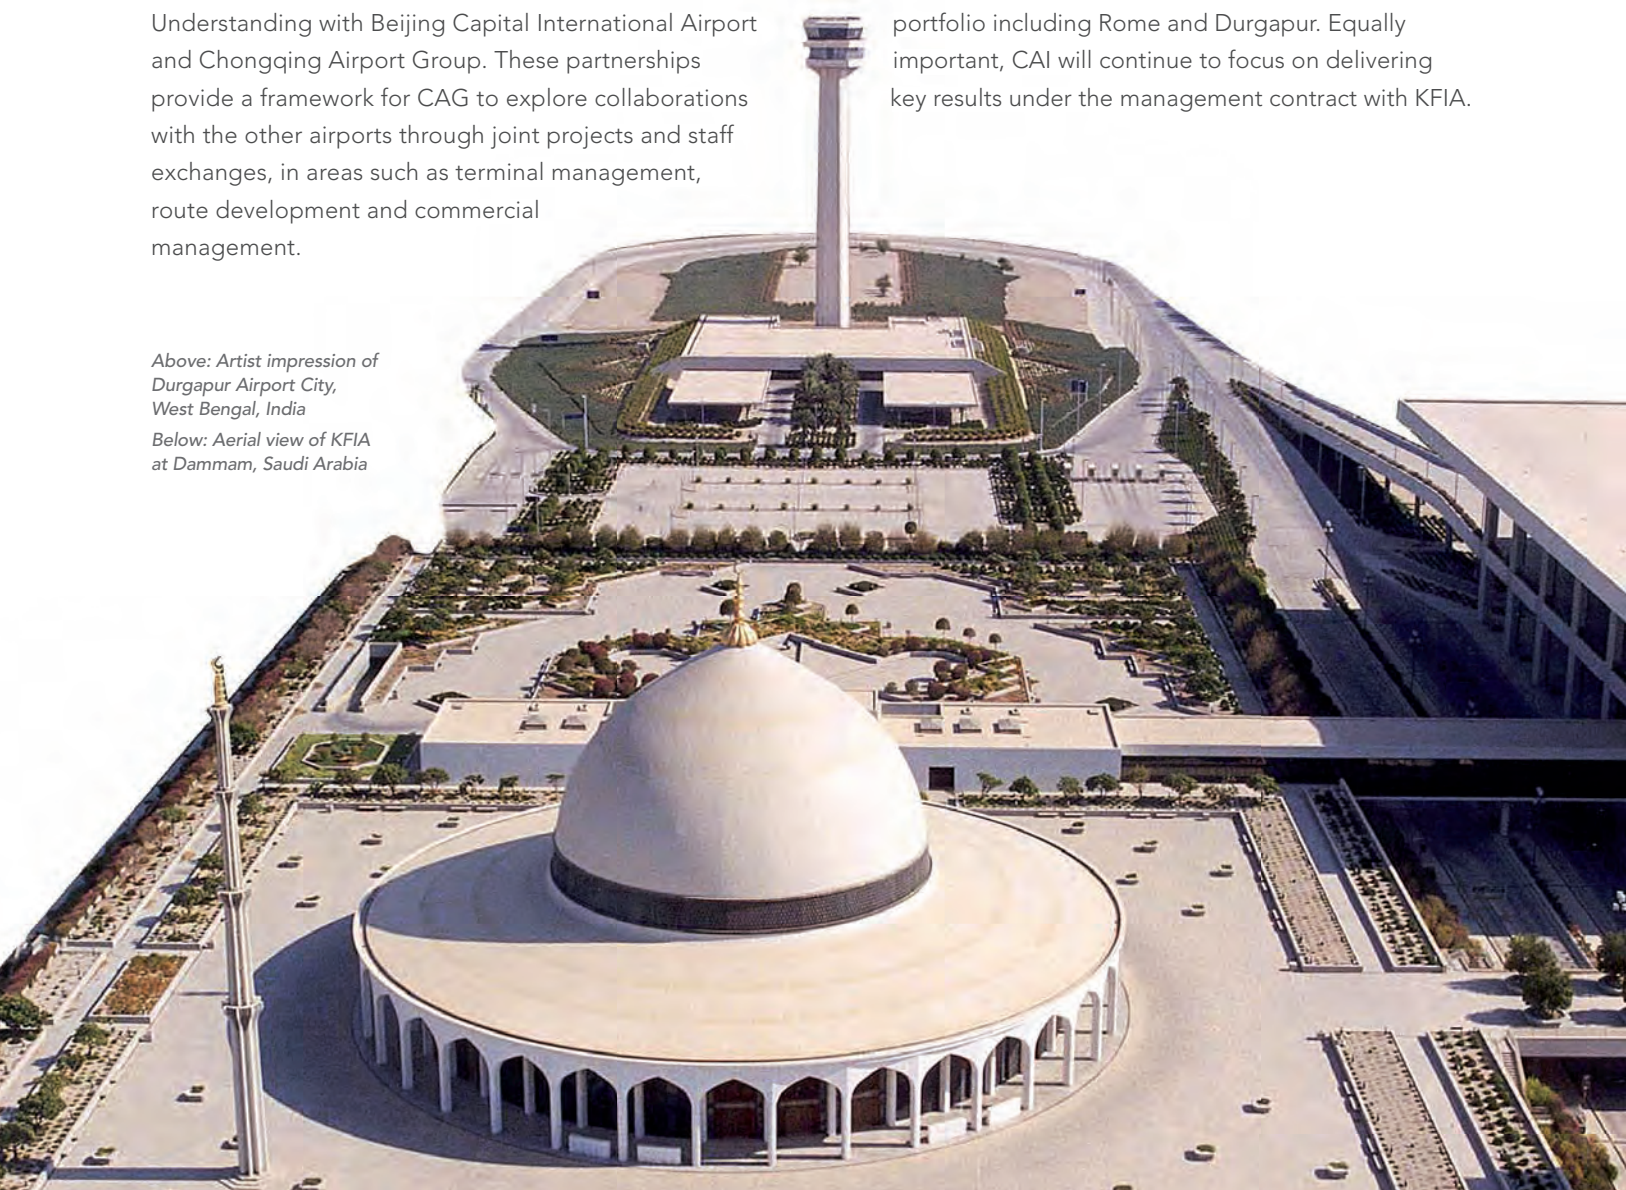 Understanding with Beijing Capital International Airport
and Chongqing Airport Group. These partnerships
provide a framework for CAG to explore collaborations
with the other airports through joint projects and staff
exchanges, in areas such as terminal management,
route development and commercial
management.
Above: Artist impression of
Durgapur Airport City,
West Bengal, India
Below: Aerial view of KFIA
at Dammam, Saudi Arabia
portfolio including Rome and Durgapur. Equally
important, CAI will continue to focus on delivering
key results under the management contract with KFIA.